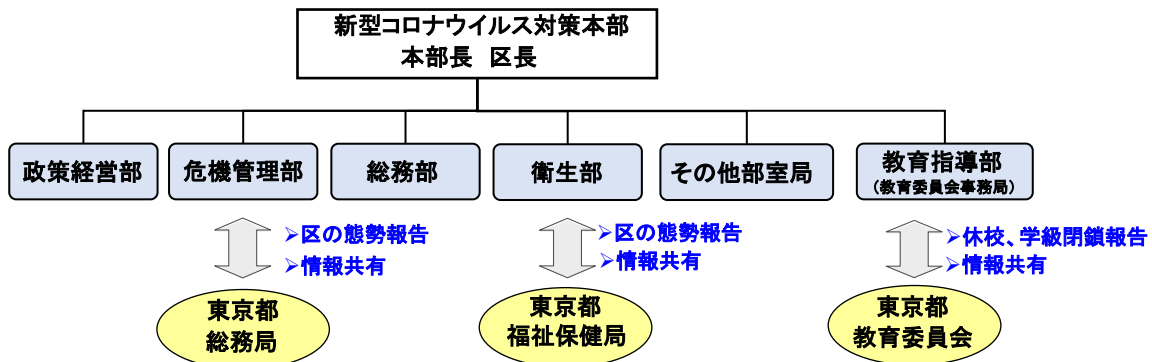 新型コロナウイルス対策本部
本部長 区長
政策経営部
危機管理部
総務部
衛生部
その他部室局
教育指導部
（教育委員会事務局）
➢区の態勢報告
➢情報共有
➢区の態勢報告
➢情報共有
➢休校、学級閉鎖報告
➢情報共有
東京都
総務局
東京都
福祉保健局
東京都
教育委員会